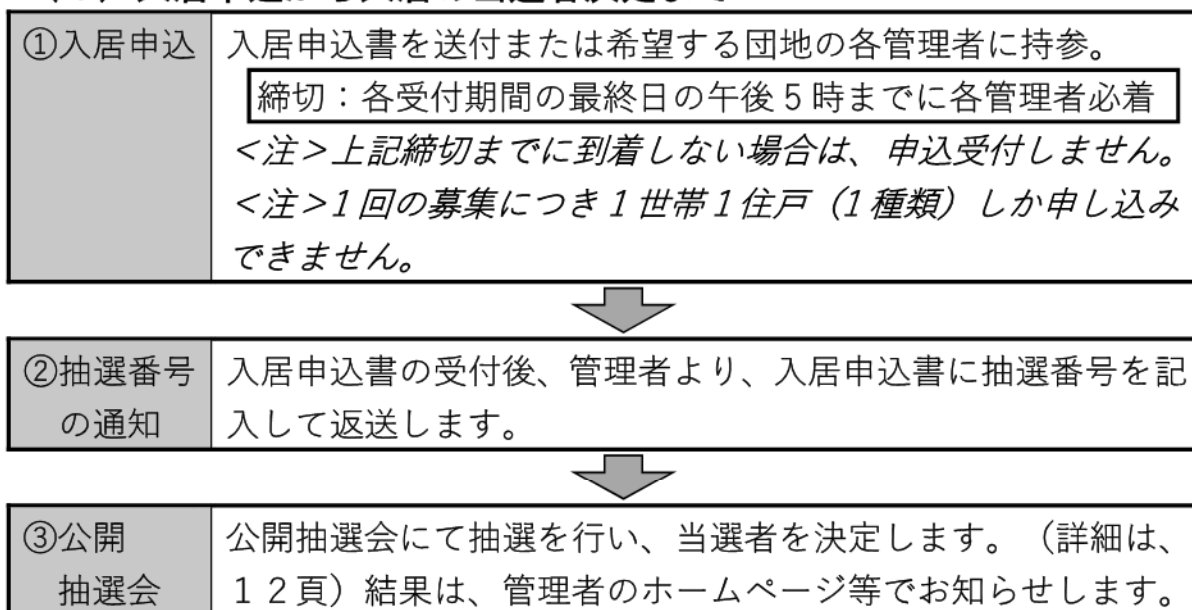 ①入居申込
入居申込書を送付または希望する団地の各管理者に持参。
締切：各受付期間の最終日の午後５時までに各管理者必着
＜注＞上記締切までに到着しない場合は、申込受付しません。
＜注＞1回の募集につき１世帯１住戸（1種類）しか申し込み
できません。
②抽選番号
の通知
入居申込書の受付後、管理者より、入居申込書に抽選番号を記
入して返送します。
③公開
抽選会
公開抽選会にて抽選を行い、当選者を決定します。（詳細は、
１２頁）結果は、管理者のホームページ等でお知らせします。